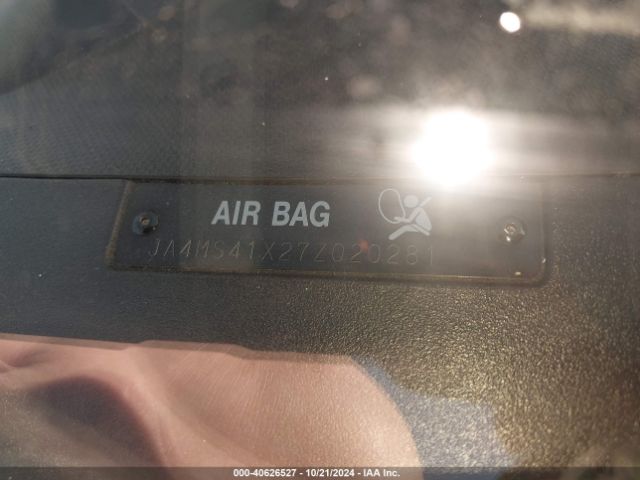 AIR BAG
JA4MS41X27Z020281
000-40626527 - 10/21/2024 - IAA Inc.